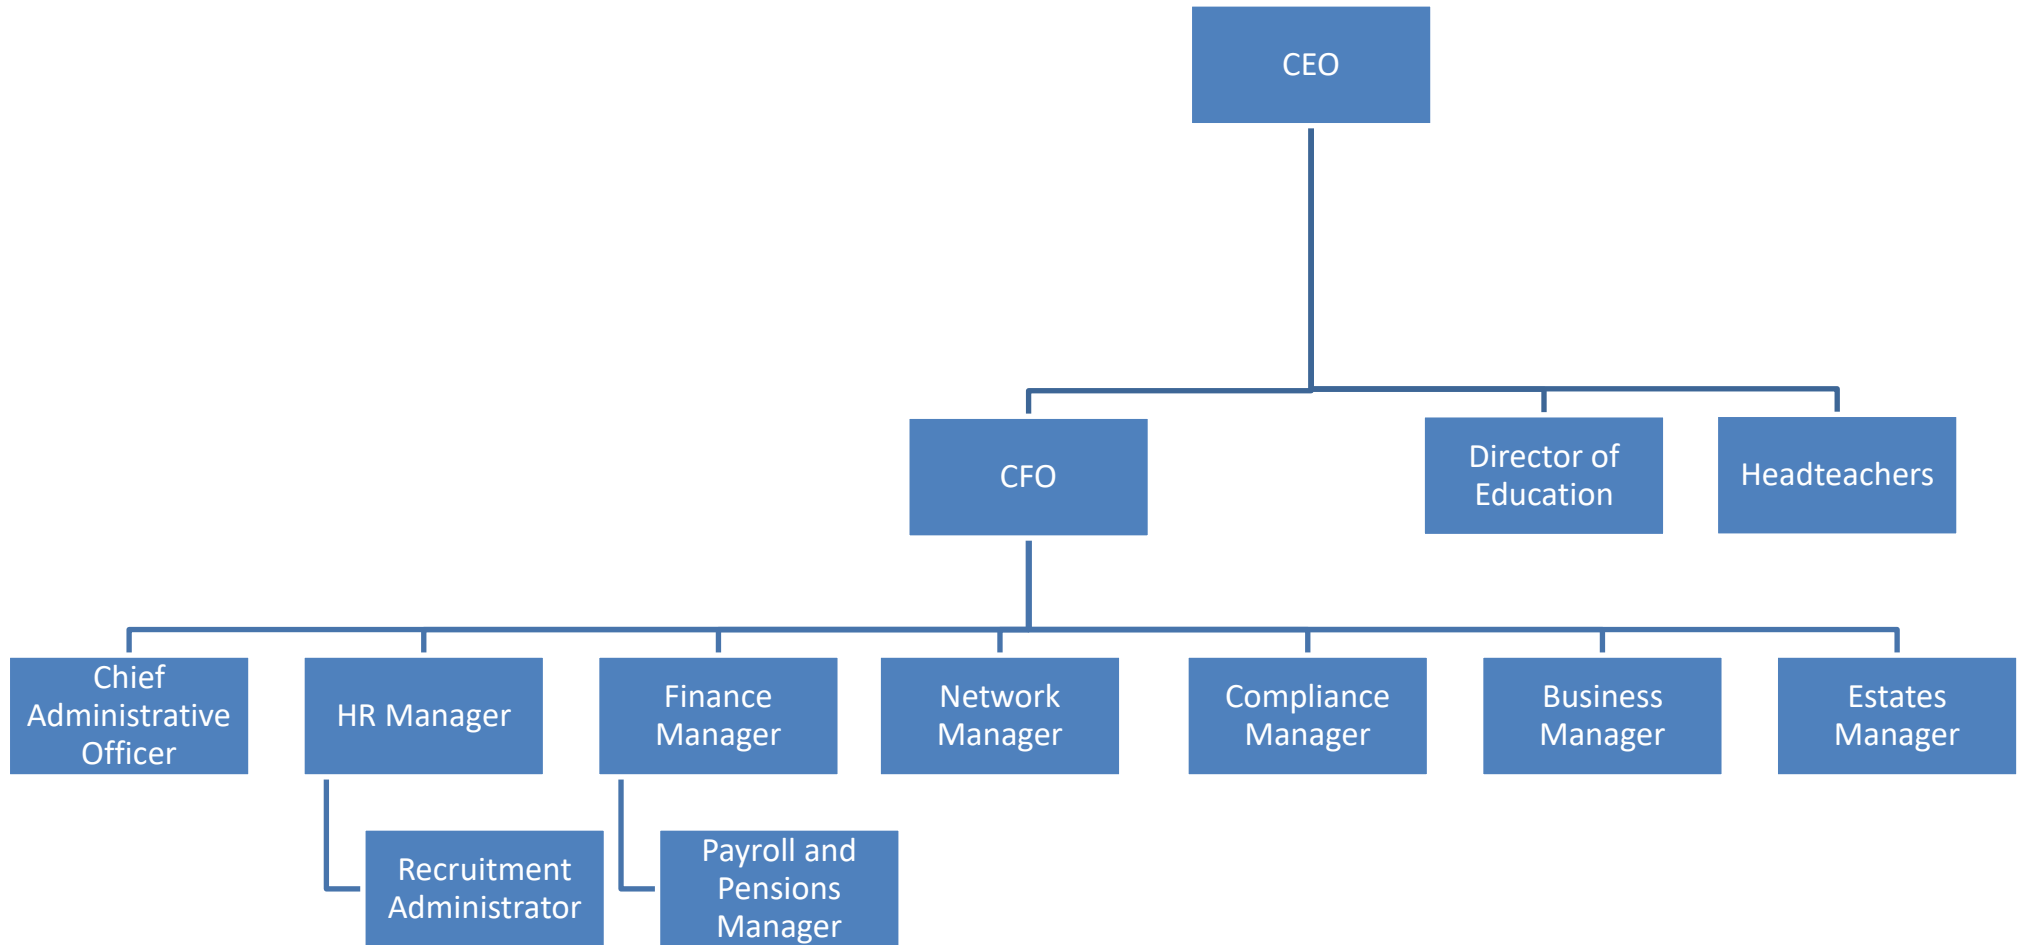 CEO
CFO
Director of
Education
Headteachers
Chief
Administrative
Officer
HR Manager
Finance
Manager
Network
Manager
Compliance
Manager
Business
Manager
Estates
Manager
Recruitment
Administrator
Payroll and
Pensions
Manager